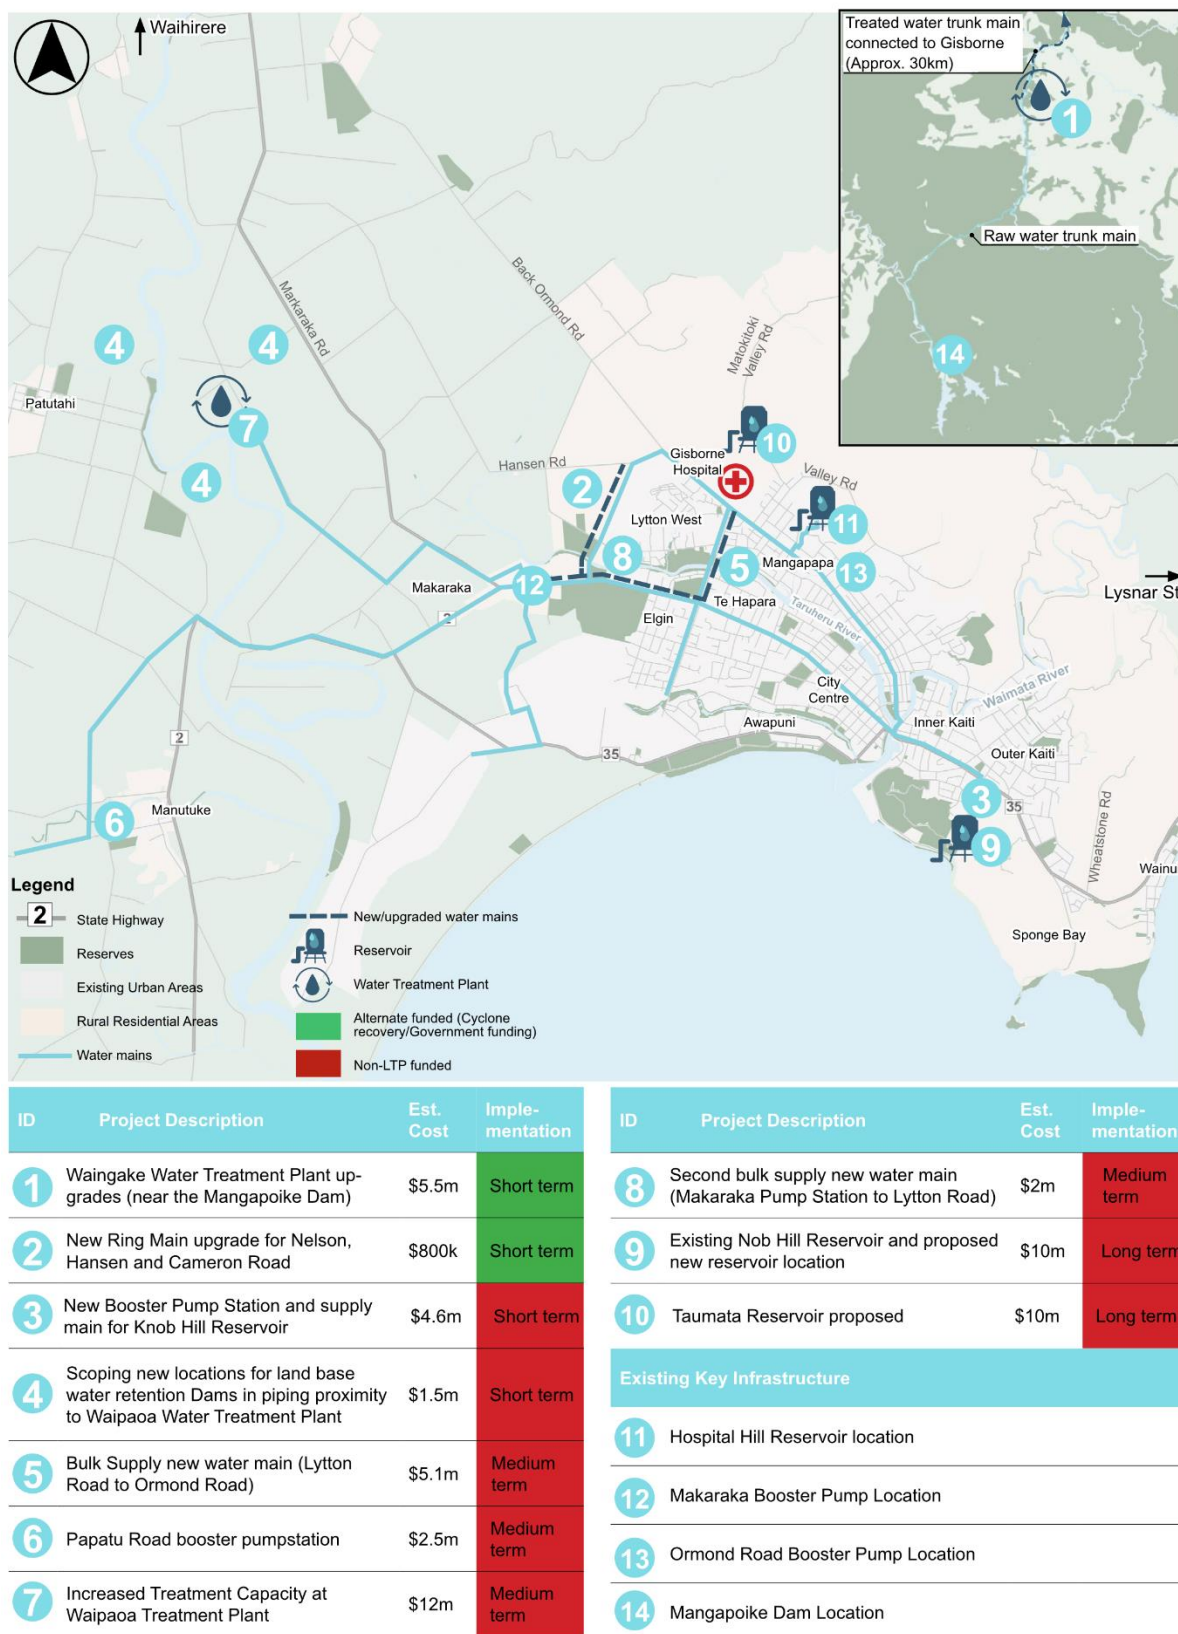 Waihirere
Treated water trunk main
connected to Gisborne
(Approx. 30km)
1
Raw water trunk main
14
Markaraka Rd
Back Ormond Rd
Matokitoki
Valley Rd
4
4
Patutahi
7
4
10
Gisborne
Hospital
Hansen Rd
Valley Rd
2
11
Lytton West
8
5
Mangapapa
13
12
Makaraka
Te Hapara
Lysnar St
2
Elgin
Taruheru River
Waimata River
City
Centre
Inner Kaiti
Awapuni
Outer Kaiti
2
35
3
35
Wheatstone Rd
Manutuke
6
9
Wainu
Sponge Bay
Legend
2
State Highway
Reserves
Existing Urban Areas
Rural Residential Areas
Water mains
New/upgraded water mains
Reservoir
Water Treatment Plant
Alternate funded (Cyclone
recovery/Government funding)
Non-LTP funded
ID Project Description Est. Cost Imple-mentation
1 Waingake Water Treatment Plant up-
grades (near the Mangapoike Dam) $5.5m Short term
2 New Ring Main upgrade for Nelson,
Hansen and Cameron Road $800k Short term
3 New Booster Pump Station and supply
main for Knob Hill Reservoir $4.6m Short term
4 Scoping new locations for land base
water retention Dams in piping proximity
to Waipaoa Water Treatment Plant $1.5m Short term
5 Bulk Supply new water main (Lytton
Road to Ormond Road) $5.1m Medium term
6 Papatu Road booster pumpstation $2.5m Medium term
7 Increased Treatment Capacity at
Waipaoa Treatment Plant $12m Medium term
ID Project Description Est. Cost Imple-mentation
8 Second bulk supply new water main
(Makaraka Pump Station to Lytton Road) $2m Medium term
9 Existing Nob Hill Reservoir and proposed
new reservoir location $10m Long term
10 Taumata Reservoir proposed $10m Long term
Existing Key Infrastructure
11 Hospital Hill Reservoir location
12 Makaraka Booster Pump Location
13 Ormond Road Booster Pump Location
14 Mangapoike Dam Location